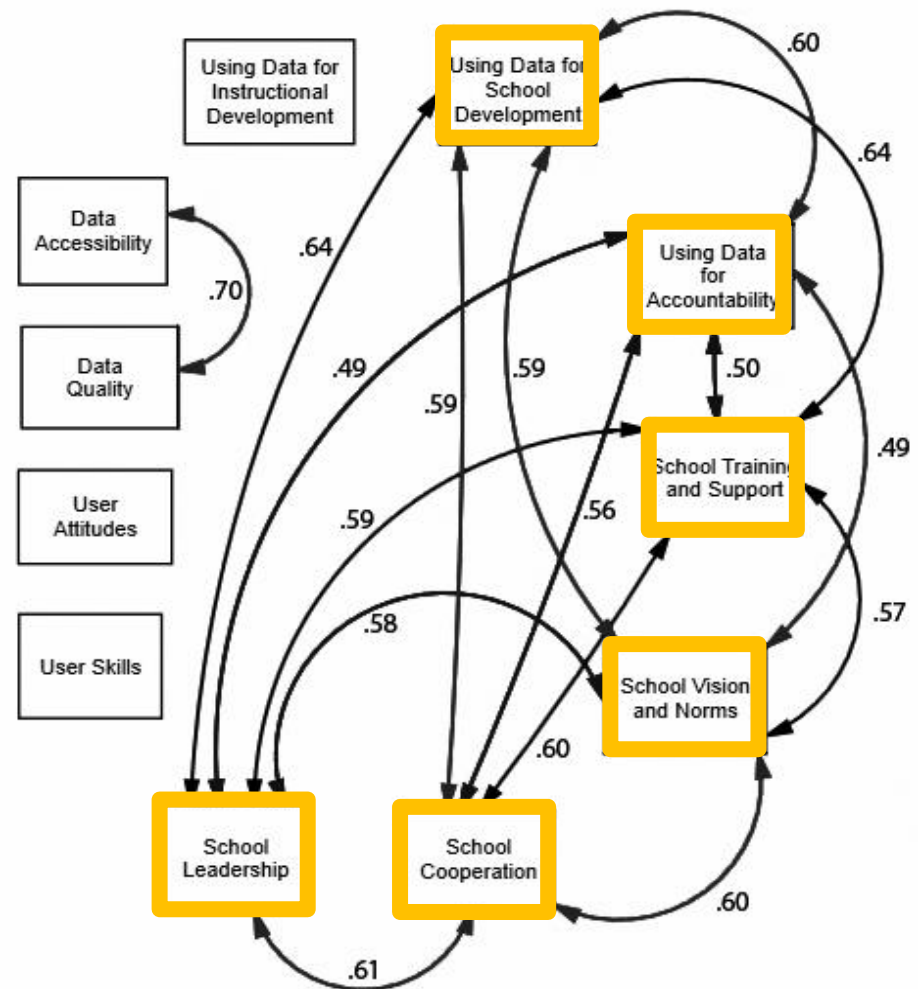 Using Data for
Instructional
Development
Using Data for
School
Development
.60
.64
Data
Accessibility
.70
Data
Quality
.64
Using Data
for
Accountability
.49
.59
.59
.50
.49
School Training
and Support
User
Attitudes
.59
.56
.58
.57
User Skills
School Vision
and Norms
.60
School
Leadership
School
Cooperation
.60
.61